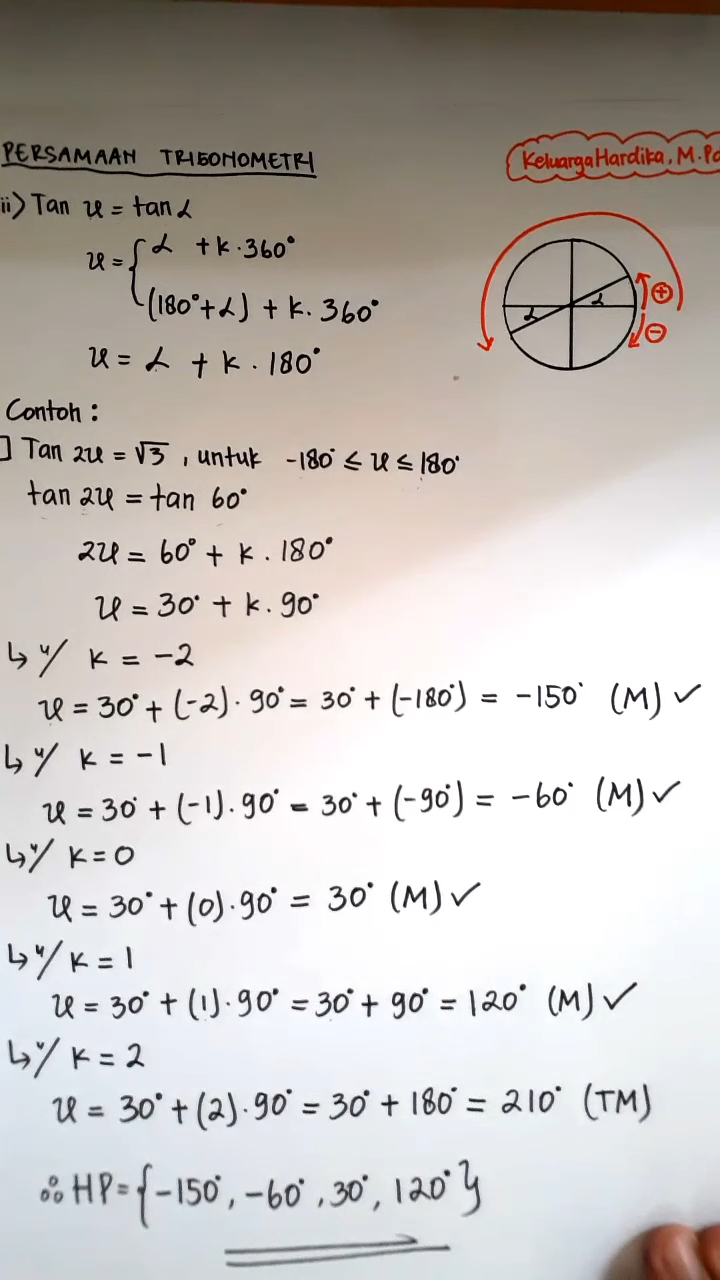 PERSAMAAN TRIGONOMETRI
Keluarga Hardika, M.Pd
ii) Tan x = tan α
x = { α + k.360°
(180°+α) + k. 360°
x = α + k . 180°
α α
+
-
Contoh :
] Tan 2x = √3 , untuk -180° ≤ x ≤ 180°
tan 2x = tan 60°
2x = 60° + k . 180°
x = 30° + k . 90°
↳ u/ k = -2
x = 30° + (-2) . 90° = 30° + (-180°) = -150° (M) ✓
↳ u/ k = -1
x = 30° + (-1) . 90° = 30° + (-90°) = -60° (M) ✓
↳ u/ k = 0
x = 30° + (0) . 90° = 30° (M) ✓
↳ u/ k = 1
x = 30° + (1) . 90° = 30° + 90° = 120° (M) ✓
↳ u/ k = 2
x = 30° + (2) . 90° = 30° + 180° = 210° (TM)
∴ HP = {-150°, -60°, 30°, 120°}